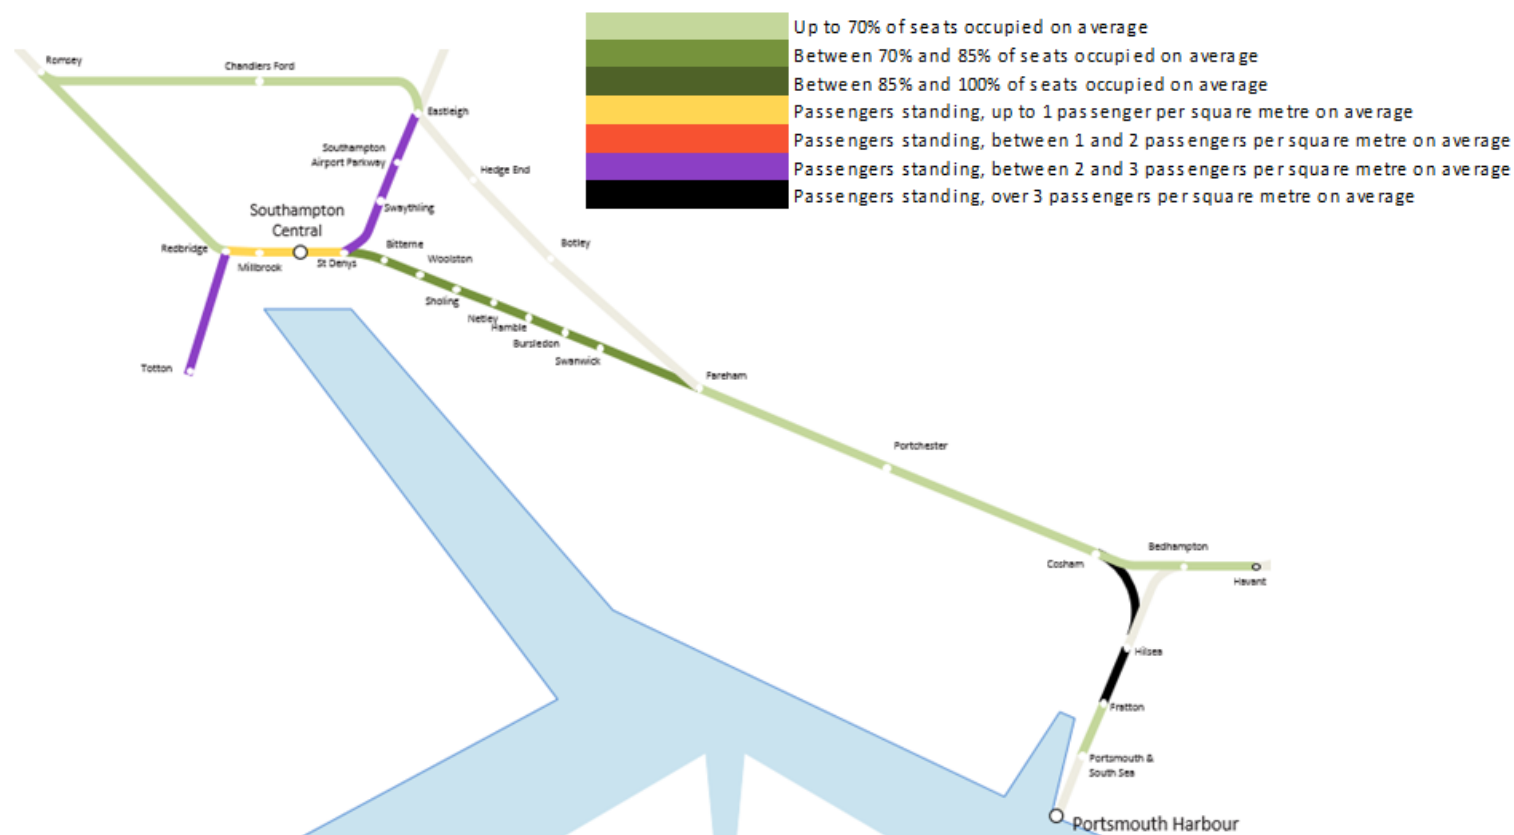 Up to 70% of seats occupied on average
Between 70% and 85% of seats occupied on average
Between 85% and 100% of seats occupied on average
Passengers standing, up to 1 passenger per square metre on average
Passengers standing, between 1 and 2 passengers per square metre on average
Passengers standing, between 2 and 3 passengers per square metre on average
Passengers standing, over 3 passengers per square metre on average
Romsey
Chandlers Ford
Eastleigh
Southampton
Airport Parkway
Hedge End
Swaythling
Southampton
Central
Redbridge
Millbrook
St Denys
Bitterne
Botley
Woolston
Sholing
Netley
Hamble
Bursledon
Swanwick
Totton
Fareham
Portchester
Cosham
Bedhampton
Havant
Hilsea
Fratton
Portsmouth &
South Sea
Portsmouth Harbour